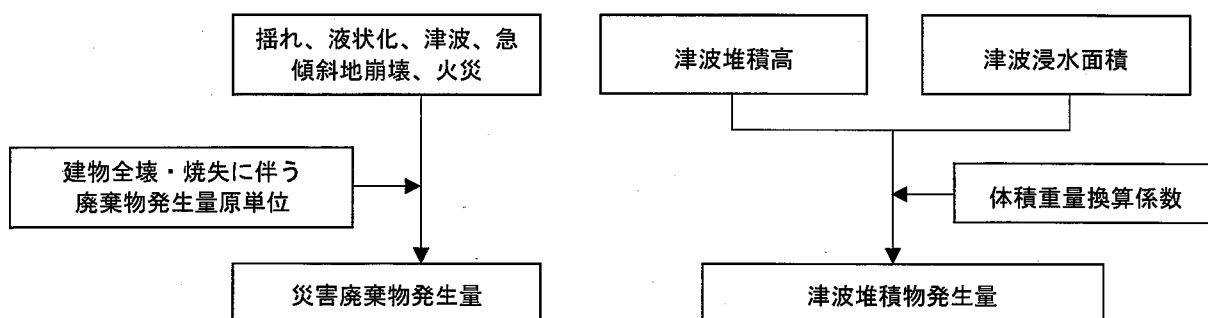 揺れ、液状化、津波、急
傾斜地崩壊、火災
建物全壊・焼失に伴う
廃棄物発生量原単位
災害廃棄物発生量
津波堆積高
津波浸水面積
体積重量換算係数
津波堆積物発生量